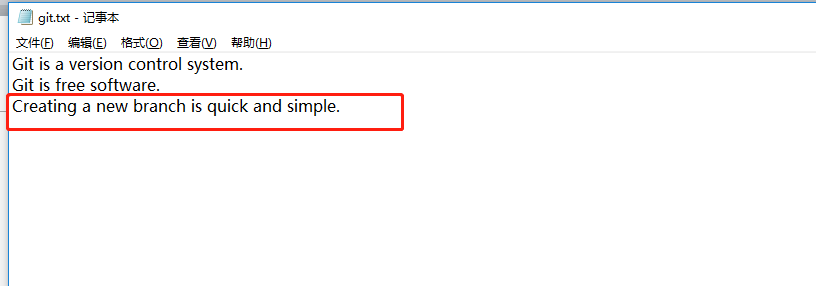 git.txt - 记事本
文件(F) 编辑(E) 格式(O) 查看(V) 帮助(H)
Git is a version control system.
Git is free software.
Creating a new branch is quick and simple.